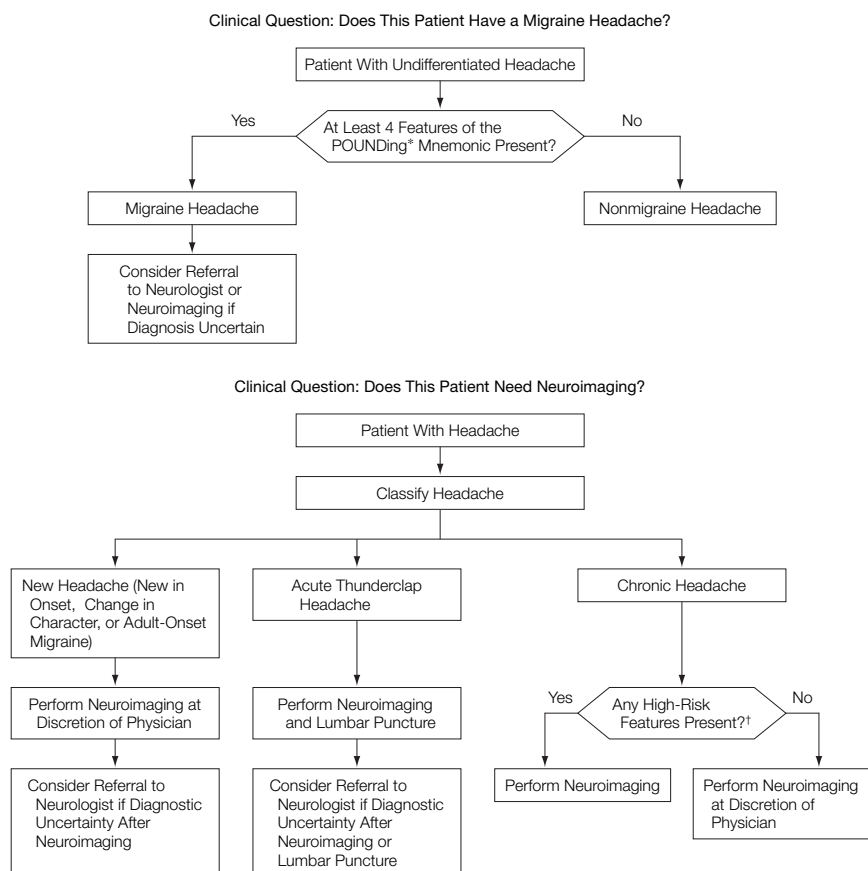 Clinical Question: Does This Patient Have a Migraine Headache?
Patient With Undifferentiated Headache
At Least 4 Features of the
POUNDing* Mnemonic Present?
Yes
No
Migraine Headache
Nonmigraine Headache
Consider Referral
to Neurologist or
Neuroimaging if
Diagnosis Uncertain
Clinical Question: Does This Patient Need Neuroimaging?
Patient With Headache
Classify Headache
New Headache (New in
Onset, Change in
Character, or Adult-Onset
Migraine)
Acute Thunderclap
Headache
Chronic Headache
Perform Neuroimaging at
Discretion of Physician
Perform Neuroimaging
and Lumbar Puncture
Yes
Any High-Risk
Features Present?†
No
Consider Referral to
Neurologist if Diagnostic
Uncertainty After
Neuroimaging
Consider Referral to
Neurologist if Diagnostic
Uncertainty After
Neuroimaging or
Lumbar Puncture
Perform Neuroimaging
Perform Neuroimaging
at Discretion of
Physician